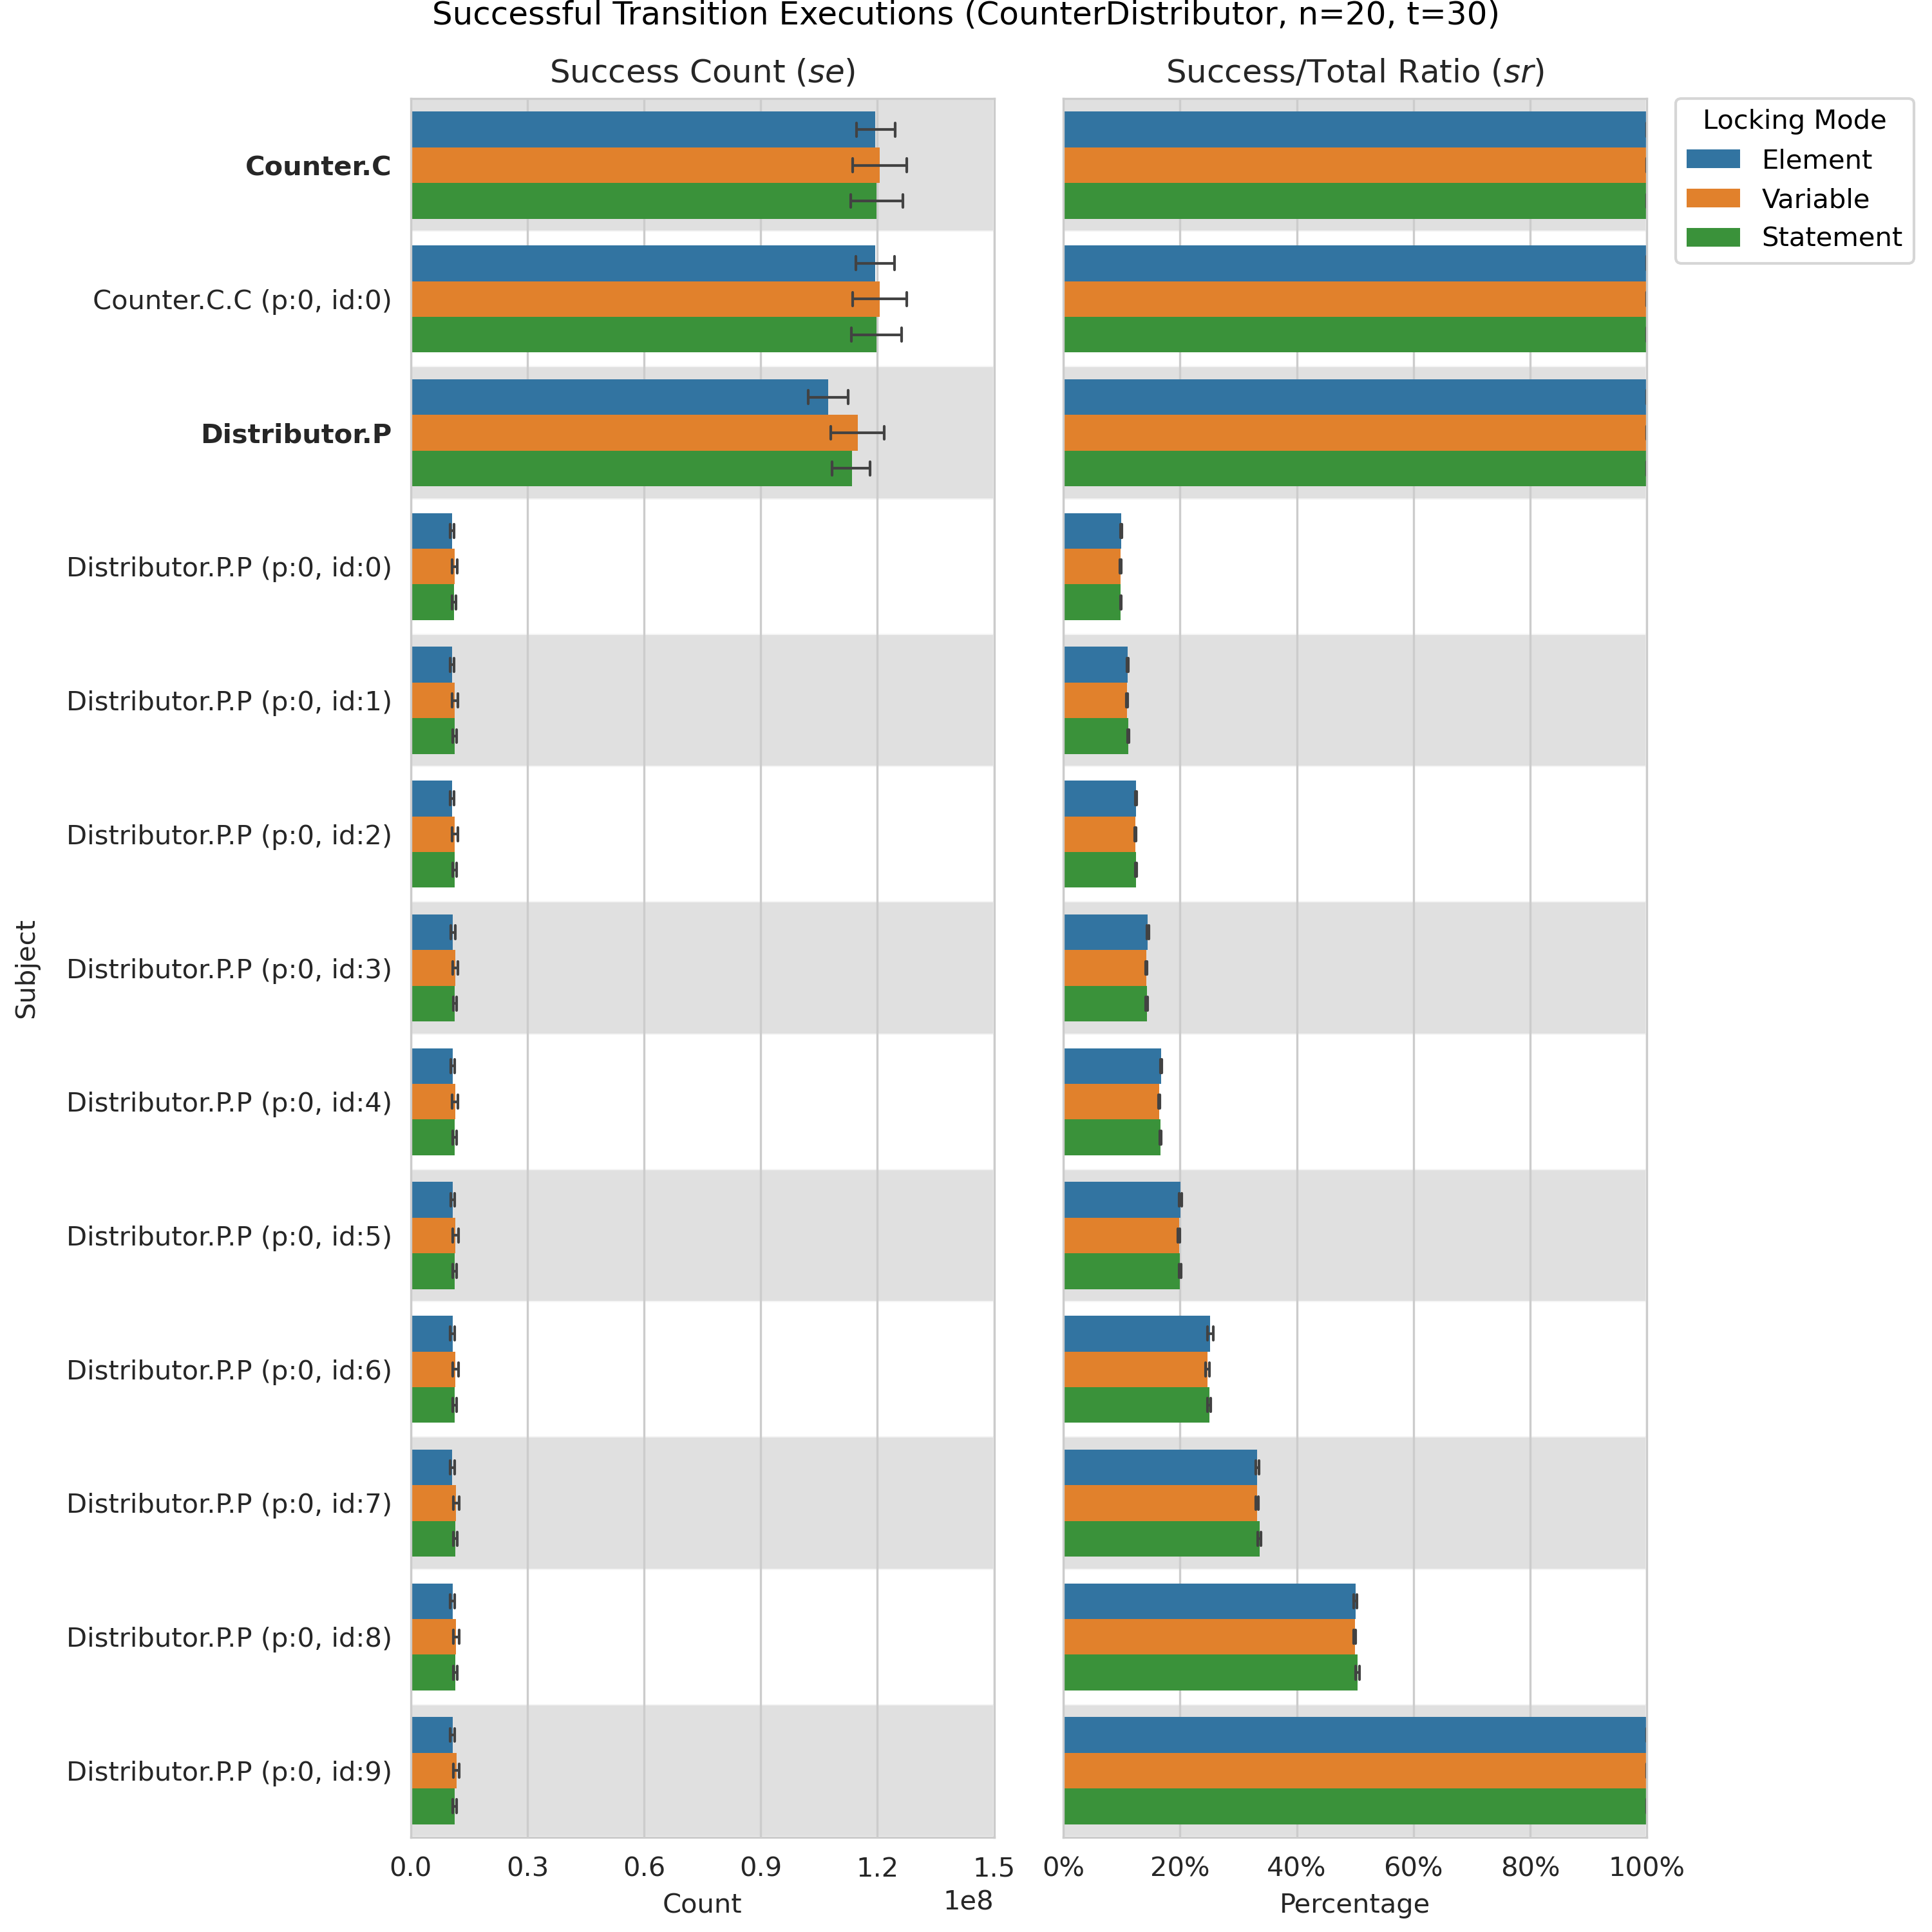 Successful Transition Executions (CounterDistributor, n=20, t=30)
Success Count (se)
Success/Total Ratio (sr)
Locking Mode
Element
Variable
Statement
Subject
Counter.C
Counter.C.C (p:0, id:0)
Distributor.P
Distributor.P.P (p:0, id:0)
Distributor.P.P (p:0, id:1)
Distributor.P.P (p:0, id:2)
Distributor.P.P (p:0, id:3)
Distributor.P.P (p:0, id:4)
Distributor.P.P (p:0, id:5)
Distributor.P.P (p:0, id:6)
Distributor.P.P (p:0, id:7)
Distributor.P.P (p:0, id:8)
Distributor.P.P (p:0, id:9)
0.0 0.3 0.6 0.9 1.2 1.5
1e8
Count
0% 20% 40% 60% 80% 100%
Percentage